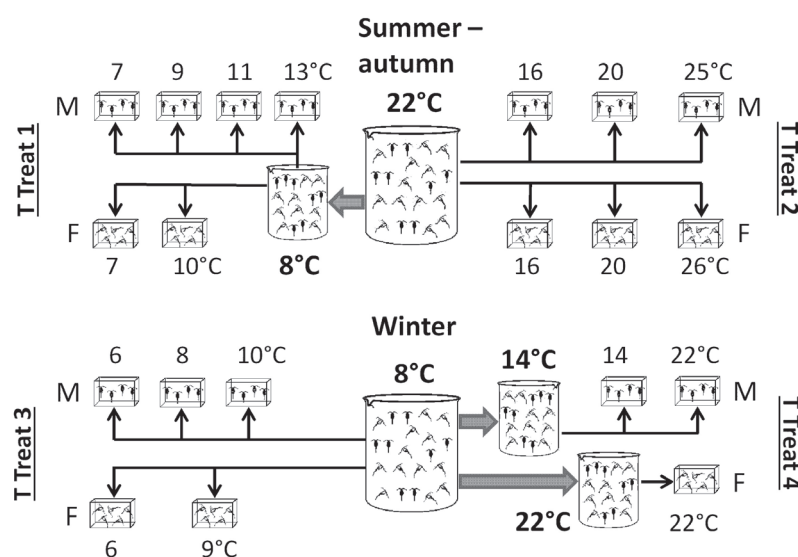 Summer –
autumn
7 9 11 13°C
22°C
16 20 25°C
M
M
T Treat 1
T Treat 2
F
F
7 10°C
8°C
16 20 26°C
Winter
6 8 10°C
8°C
14°C
14 22°C
M
M
T Treat 3
T Treat 4
F
F
6 9°C
22°C
22°C